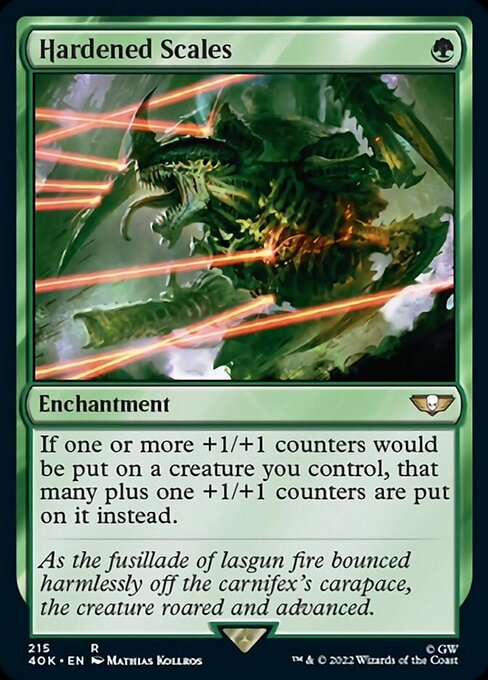 Hardened Scales
Enchantment
If one or more +1/+1 counters would
be put on a creature you control, that
many plus one +1/+1 counters are put
on it instead.
As the fusillade of lasgun fire bounced
harmlessly off the carnifex's carapace,
the creature roared and advanced.
215 R
40K • EN Mathias Kollros
© GW
™ & © 2022 Wizards of the Coast